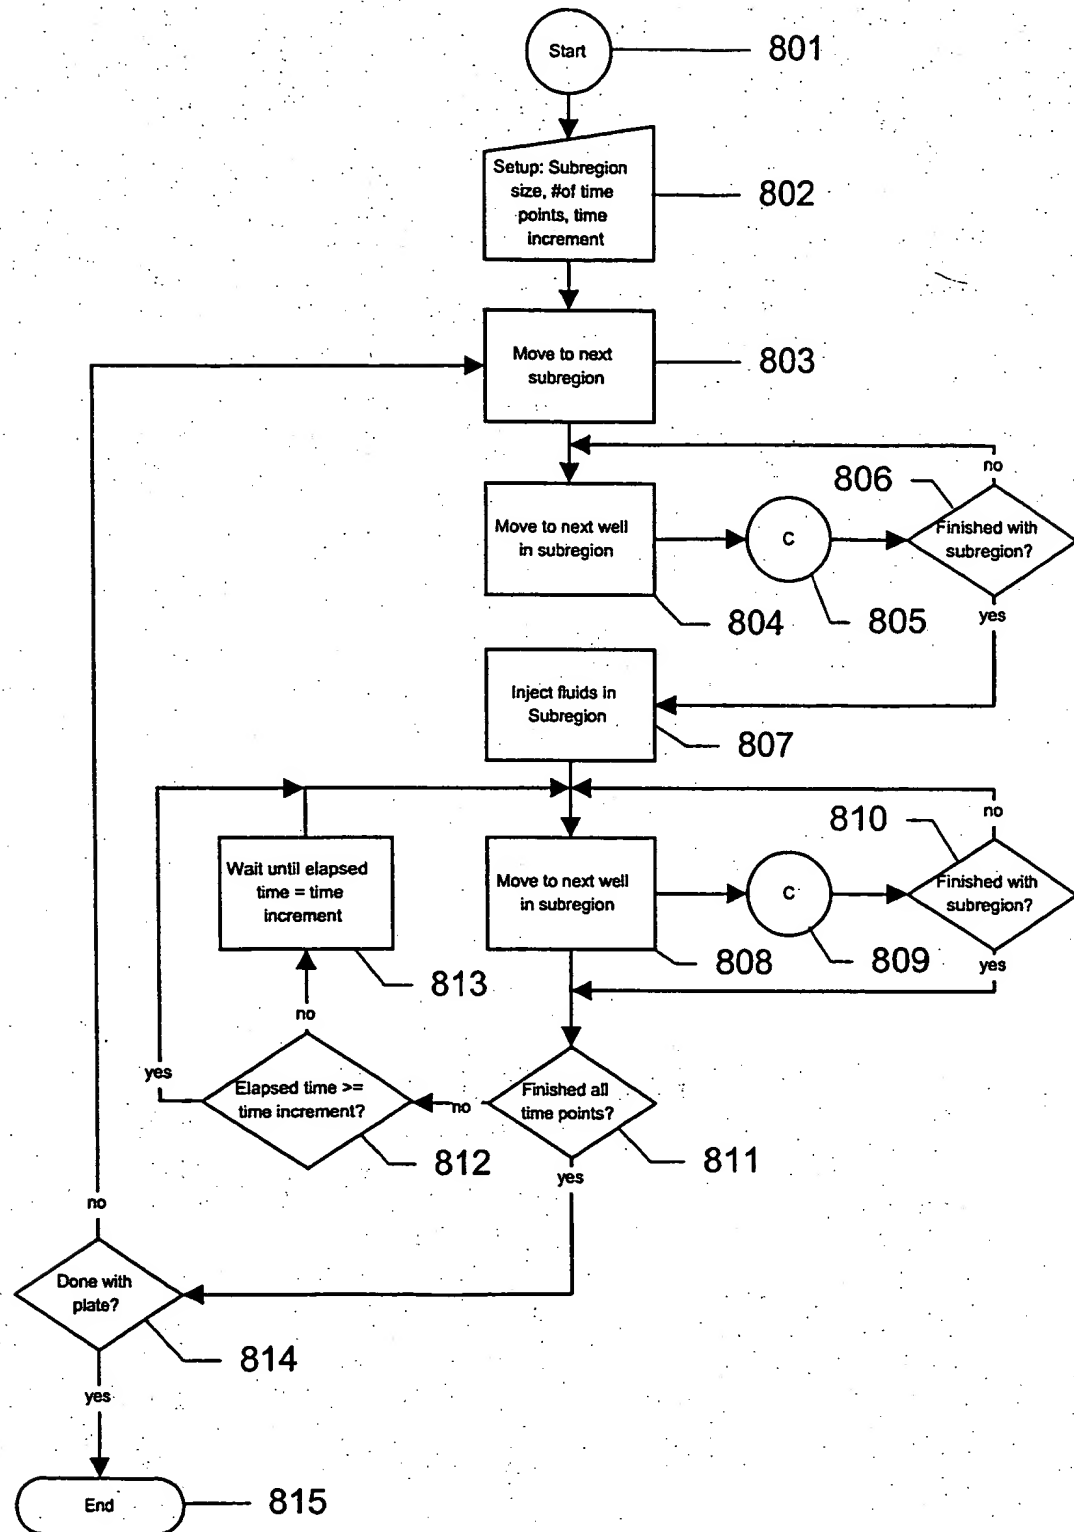 Start
801
Setup: Subregion
size, #of time
points, time
increment
802
Move to next
subregion
803
no
806
Move to next well
in subregion
C
Finished with
subregion?
804
805
yes
Inject fluids in
Subregion
807
no
810
Wait until elapsed
time = time
increment
Move to next well
in subregion
C
Finished with
subregion?
813
808
809
yes
no
yes
Elapsed time >=
time increment?
no
Finished all
time points?
812
811
yes
no
Done with
plate?
814
yes
End
815